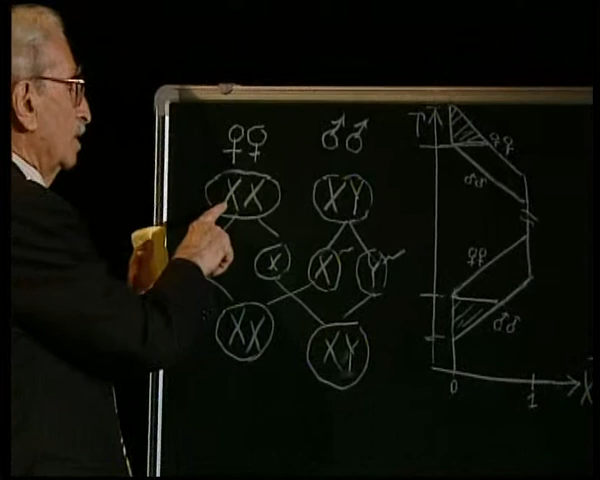 ♀♀ ♂♂
XX XY
X X Y
XX XY
T
♀♀
♂♂
♀♀
♂♂
0 1 X